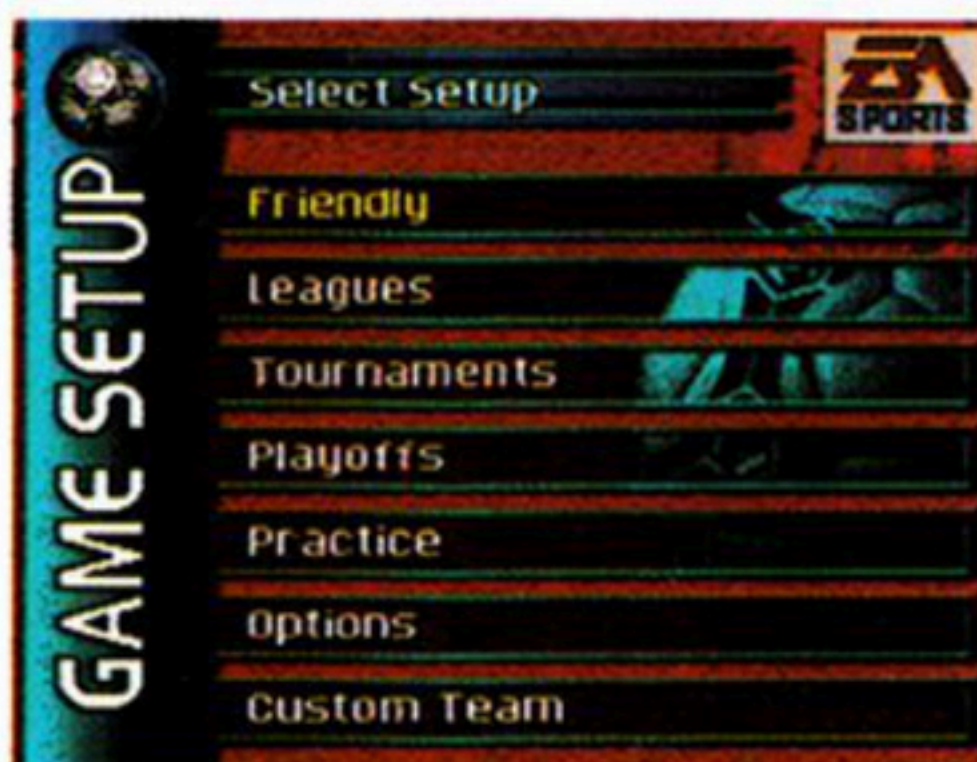 Select Setup
EA
SPORTS
GAME SETUP
Friendly
Leagues
Tournaments
Playoffs
Practice
Options
Custom Team